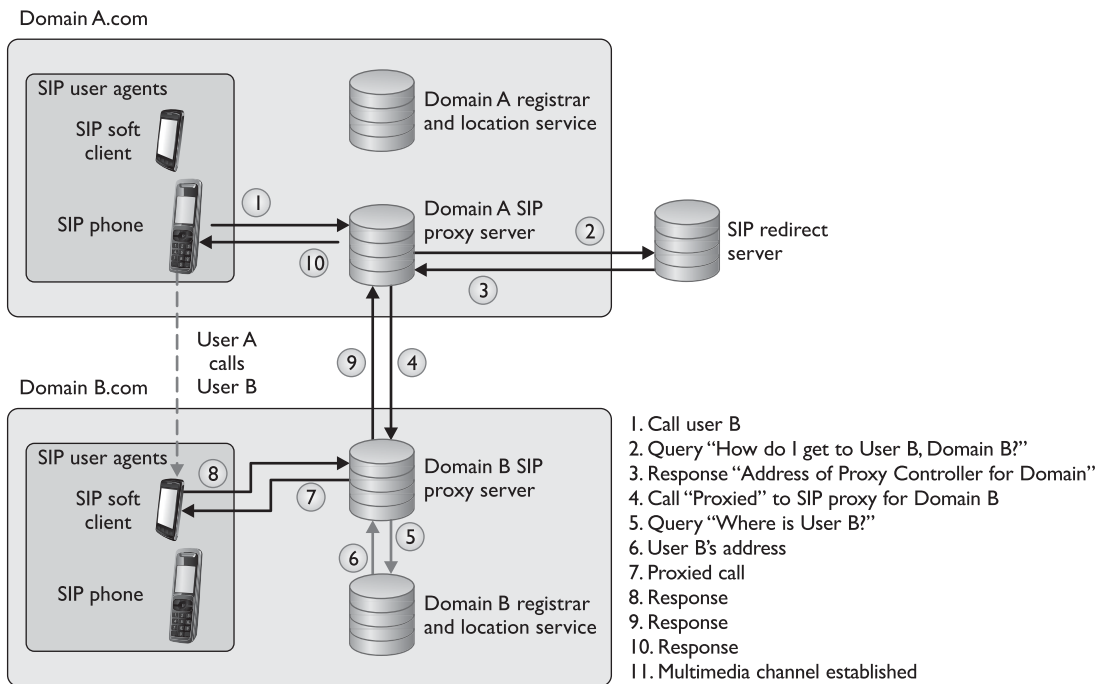 Domain A.com
SIP user agents
SIP soft
client
SIP phone
Domain A registrar
and location service
Domain A SIP
proxy server
SIP redirect
server
1
10
2
3
User A
calls
User B
9
4
Domain B.com
SIP user agents
SIP soft
client
SIP phone
8
7
Domain B SIP
proxy server
6
5
Domain B registrar
and location service
1. Call user B
2. Query “How do I get to User B, Domain B?”
3. Response “Address of Proxy Controller for Domain”
4. Call “Proxied” to SIP proxy for Domain B
5. Query “Where is User B?”
6. User B’s address
7. Proxied call
8. Response
9. Response
10. Response
11. Multimedia channel established